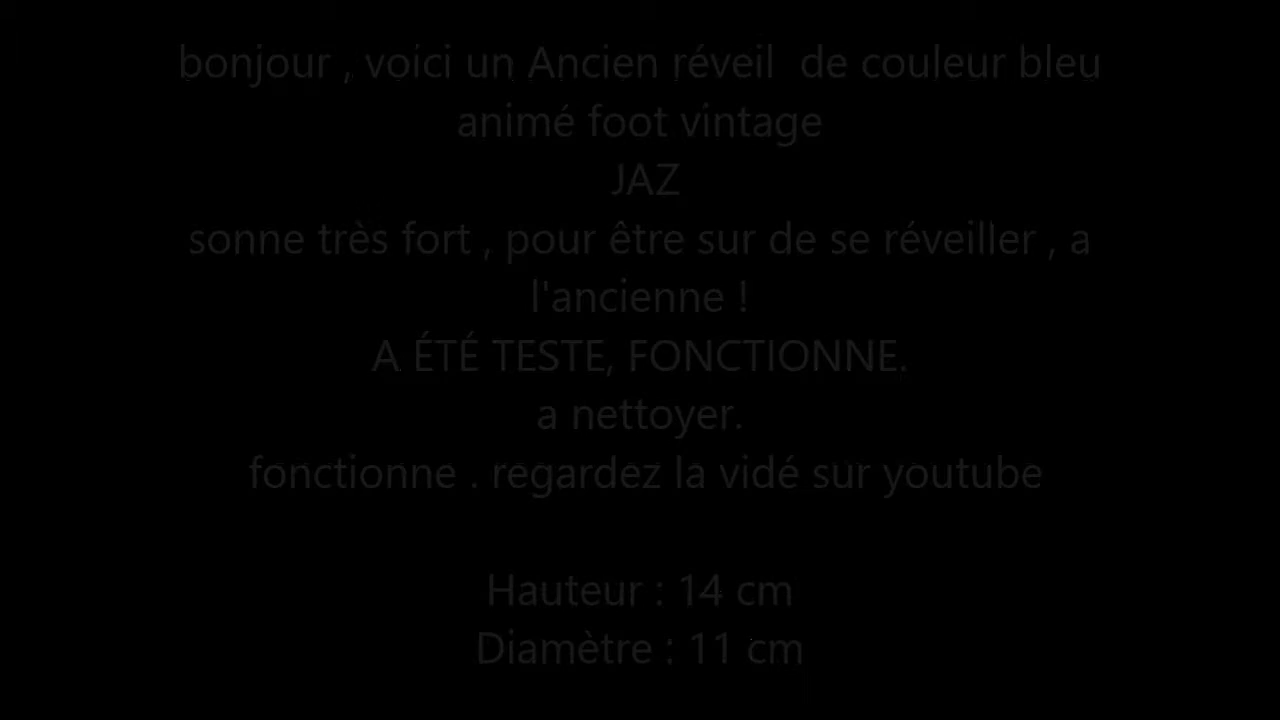 bonjour , voici un Ancien réveil  de couleur bleu
animé foot vintage
JAZ
sonne très fort , pour être sur de se réveiller , a
l'ancienne !
A ÉTÉ TESTE, FONCTIONNE.
a nettoyer.
fonctionne . regardez la vidé sur youtube
Hauteur : 14 cm
Diamètre : 11 cm